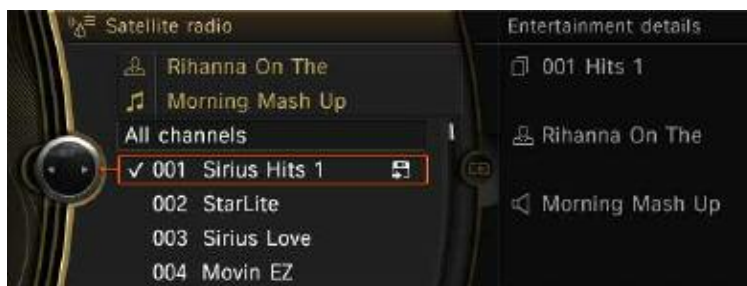 Satellite radio
Rihanna On The
Morning Mash Up
All channels
001 Sirius Hits 1
002 StarLite
003 Sirius Love
004 Movin EZ
Entertainment details
001 Hits 1
Rihanna On The
Morning Mash Up